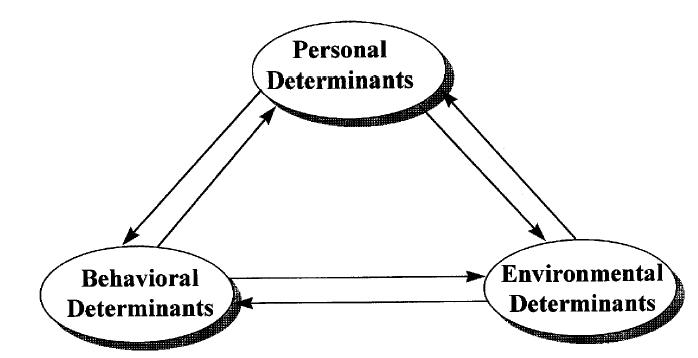 Personal
Determinants
Behavioral
Determinants
Environmental
Determinants